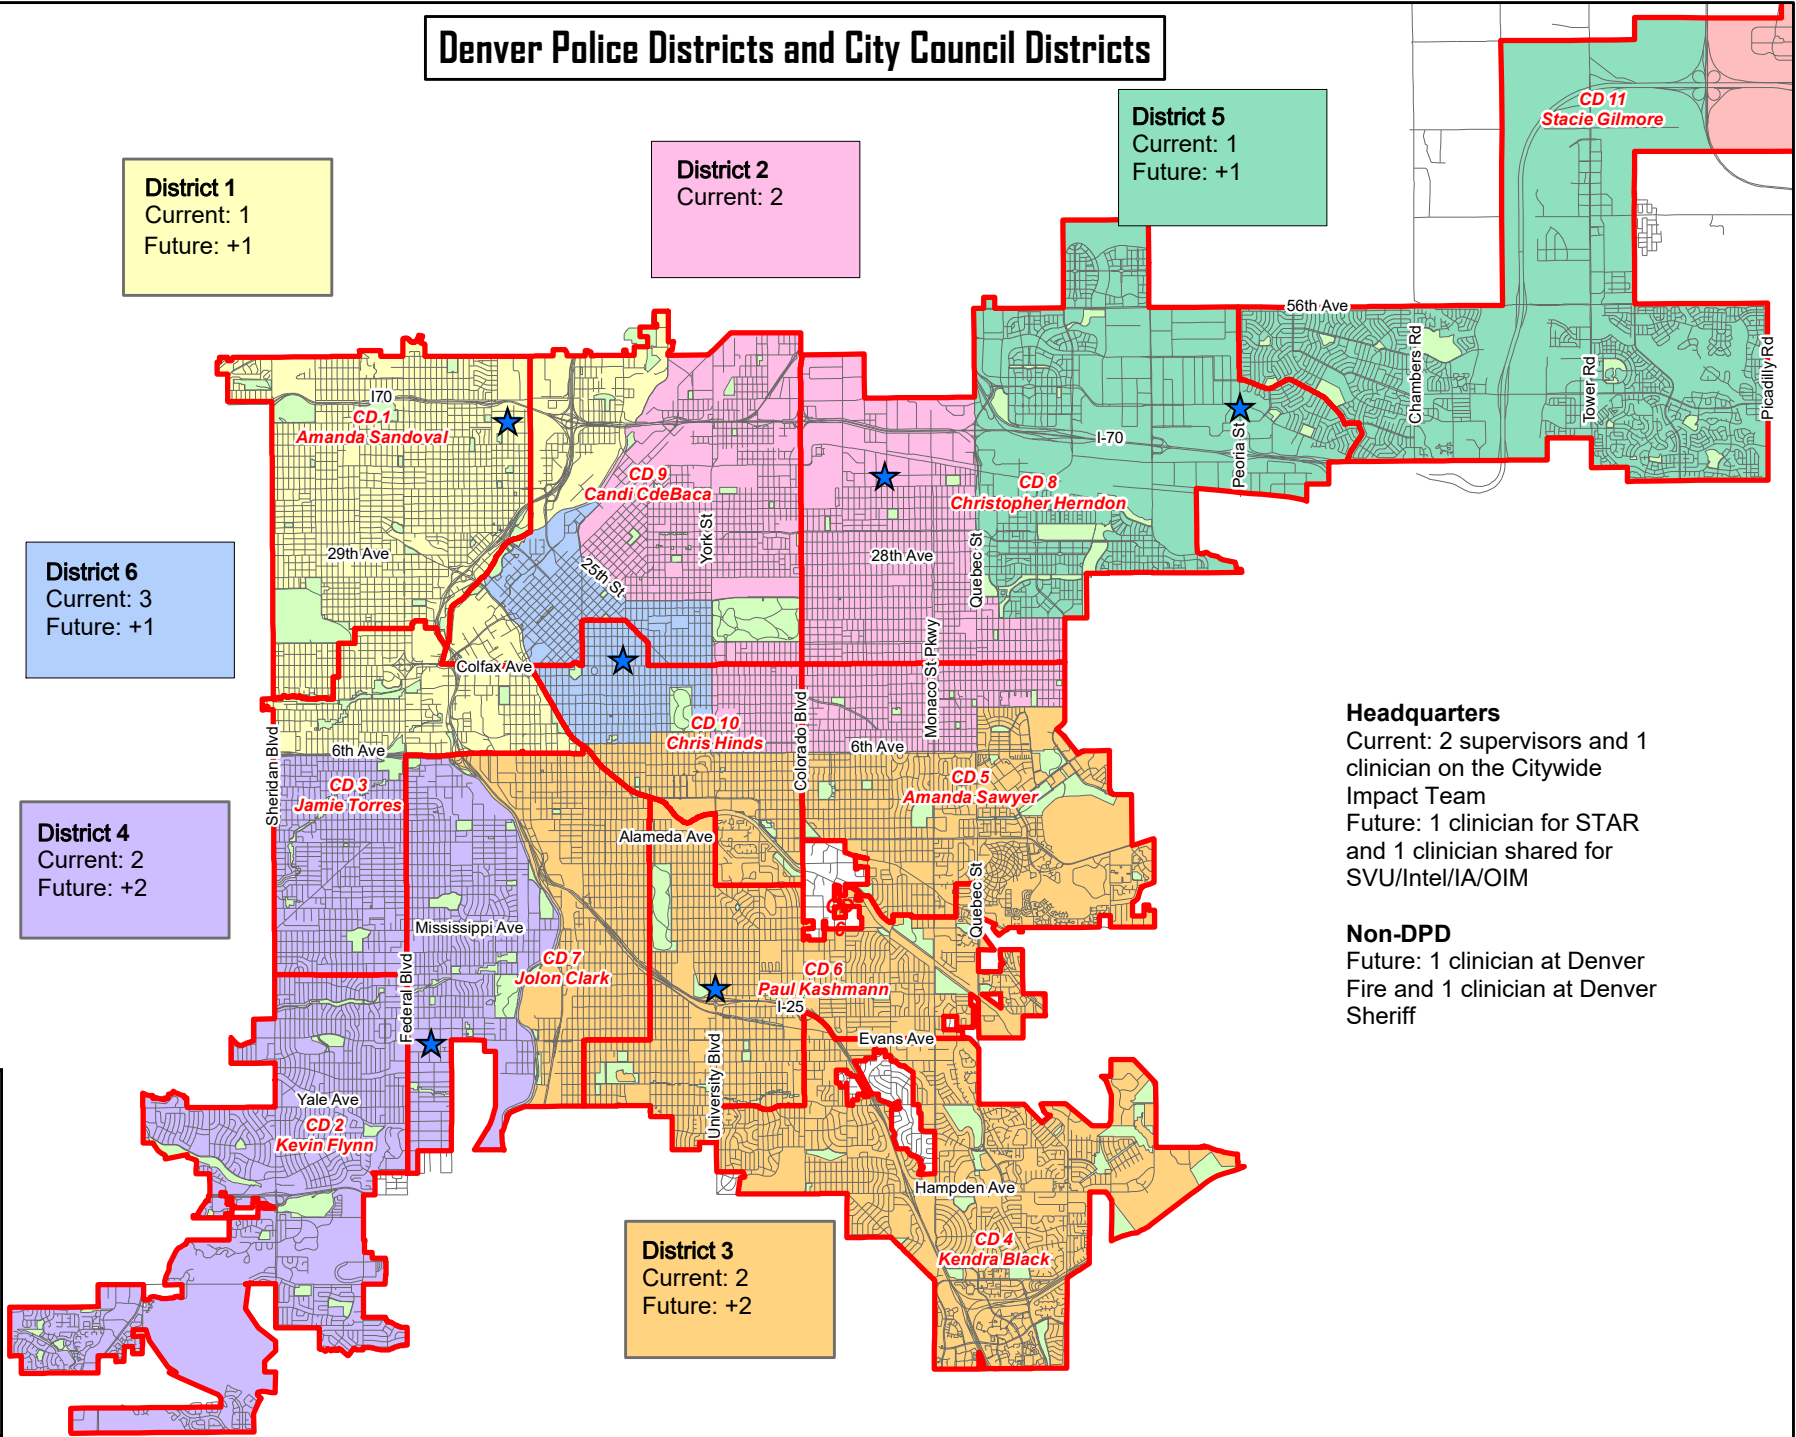 Denver Police Districts and City Council Districts
District 5
Current: 1
Future: +1
CD 11
Stacie Gilmore
District 2
Current: 2
District 1
Current: 1
Future: +1
56th Ave
Chambers Rd
Tower Rd
Picadilly Rd
I70
CD 1
Amanda Sandoval
Peoria St
I-70
CD 9
Candi CdeBaca
CD 8
Christopher Herndon
York St
29th Ave
28th Ave
25th St
Quebec St
District 6
Current: 3
Future: +1
Colfax Ave
Monaco St Pkwy
CD 10
Chris Hinds
Colorado Blvd
6th Ave
6th Ave
Sheridan Blvd
CD 3
Jamie Torres
CD 5
Amanda Sawyer
Headquarters
Current: 2 supervisors and 1
clinician on the Citywide
Impact Team
Future: 1 clinician for STAR
and 1 clinician shared for
SVU/Intel/IA/OIM
District 4
Current: 2
Future: +2
Alameda Ave
Quebec St
Mississippi Ave
Federal Blvd
CD 7
Jolon Clark
CD 6
Paul Kashmann
I-25
Non-DPD
Future: 1 clinician at Denver
Fire and 1 clinician at Denver
Sheriff
Evans Ave
University Blvd
Yale Ave
CD 2
Kevin Flynn
Hampden Ave
CD 4
Kendra Black
District 3
Current: 2
Future: +2